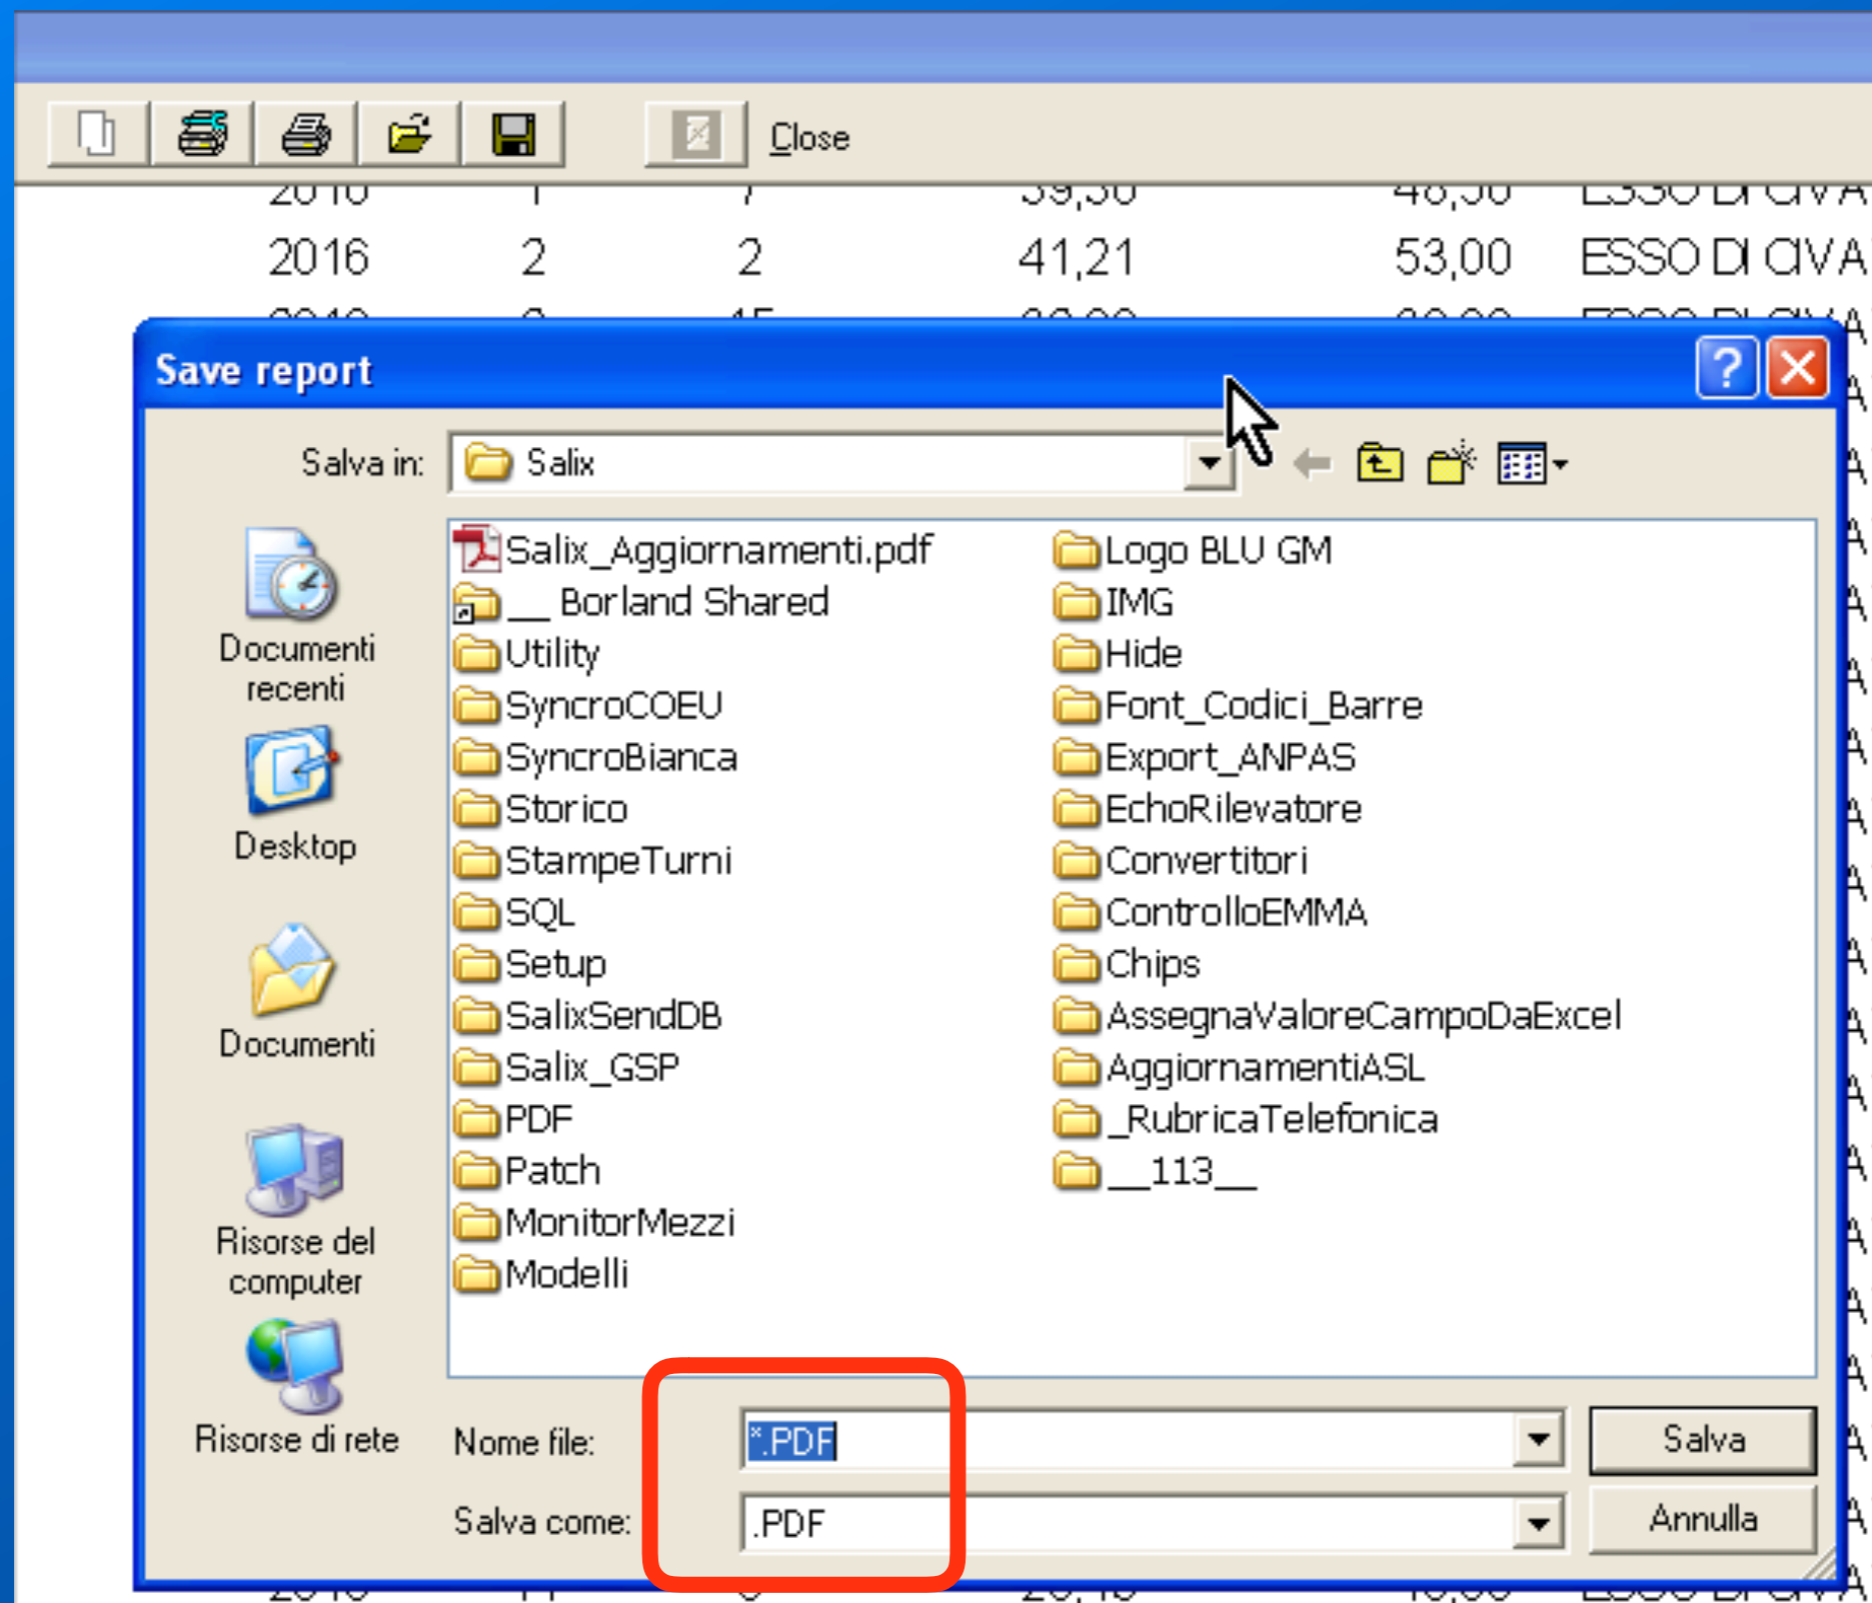 Close
2016 2 2 41,21 53,00 ESSO DI CIVA
Save report
Salva in: Salix
Documenti recenti
Desktop
Documenti
Risorse del computer
Risorse di rete
Salix_Aggiornamenti.pdf
__ Borland Shared
Utility
SyncroCOEU
SyncroBianca
Storico
StampeTurni
SQL
Setup
SalixSendDB
Salix_GSP
PDF
Patch
MonitorMezzi
Modelli
Logo BLU GM
IMG
Hide
Font_Codici_Barre
Export_ANPAS
EchoRilevatore
Convertitori
ControlloEMMA
Chips
AssegnaValoreCampoDaExcel
AggiornamentiASL
_RubricaTelefonica
__113__
Nome file: *.PDF
Salva
Salva come: .PDF
Annulla